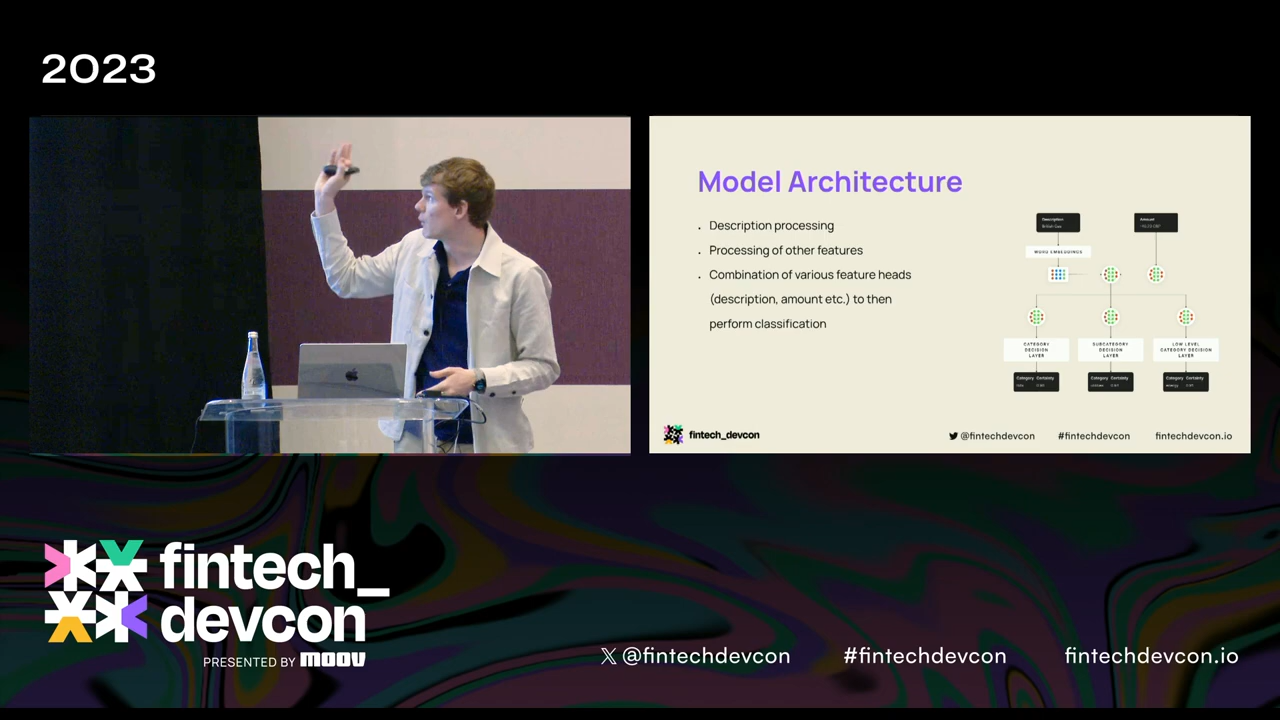 2023
Model Architecture
Description processing
Processing of other features
Combination of various feature heads
(description, amount etc.) to then
perform classification
Description
British Gas
Amount
WORD EMBEDDINGS
CATEGORY
DECISION
LAYER
SUBCATEGORY
DECISION
LAYER
LOW LEVEL
CATEGORY DECISION
LAYER
Category Certainty
Category Certainty
Category Certainty
fintech_devcon
@fintechdevcon
#fintechdevcon
fintechdevcon.io
fintech_
devcon
PRESENTED BY moov
@fintechdevcon
#fintechdevcon
fintechdevcon.io